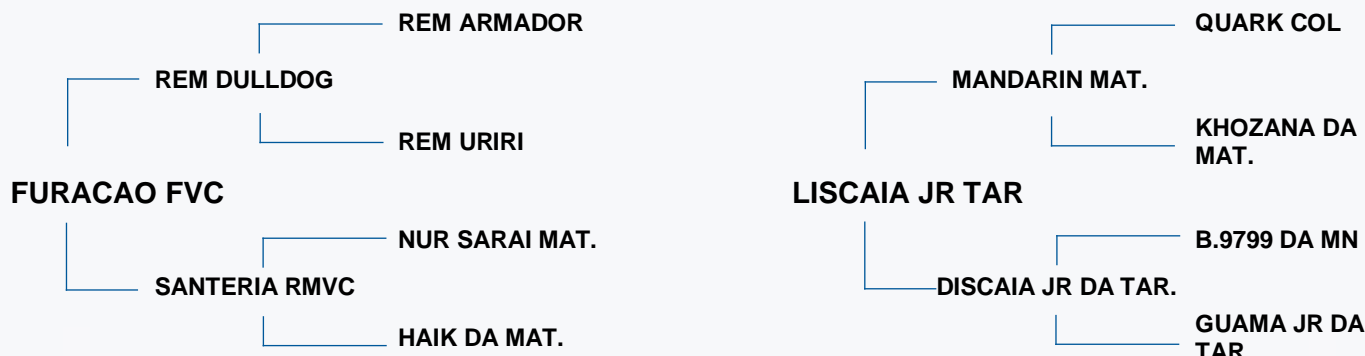 REM ARMADOR
REM DULLDOG
REM URIRI
FURACAO FVC
NUR SARAI MAT.
SANTERIA RMVC
HAIK DA MAT.
QUARK COL
MANDARIN MAT.
KHOZANA DA
MAT.
LISCAIA JR TAR
B.9799 DA MN
DISCAIA JR DA TAR.
GUAMA JR DA
TAR